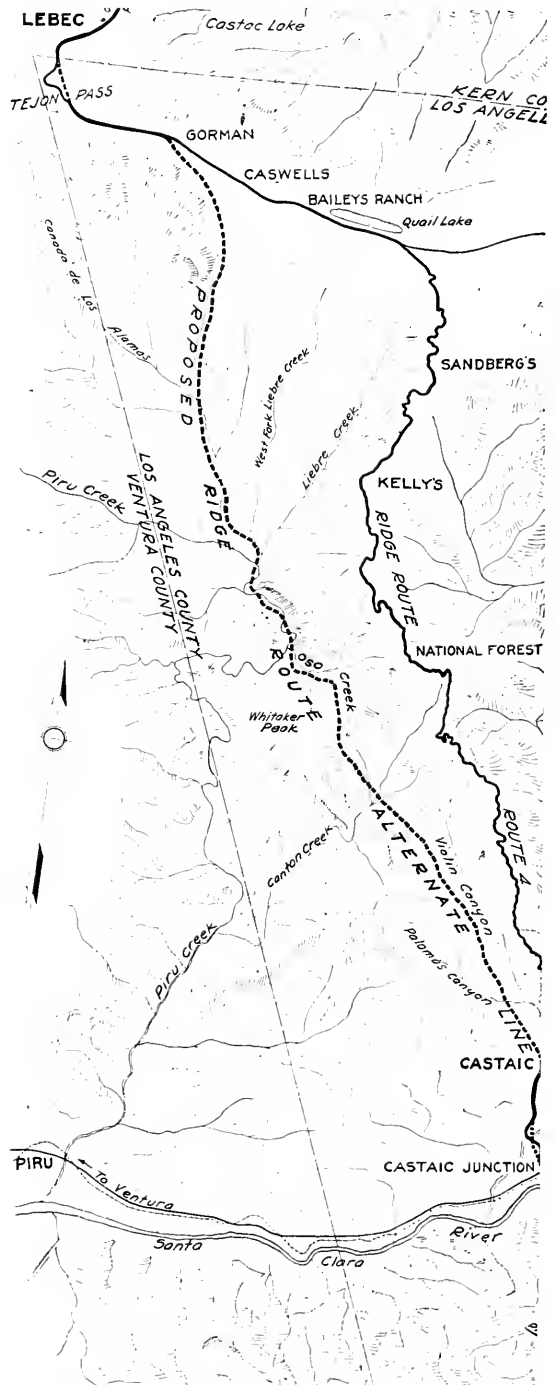 LEBEC
Castac Lake
TEJON PASS
KERN CO
LOS ANGELE
GORMAN
CASWELLS
BAILEYS RANCH
Quail Lake
Canada de Los Alamos
PROPOSED
SANDBERG'S
West Fork Liebre Creek
Liebre Creek
KELLY'S
Piru Creek
LOS ANGELES COUNTY
VENTURA COUNTY
RIDGE
RIDGE ROUTE
NATIONAL FOREST
OSO Creek
ROUTE
Whitaker
Peak
ROUTE 4
ALTERNATE
Violin Canyon
Canton Creek
Palomas Canyon
Piru Creek
LINE
CASTAIC
PIRU
To Ventura
CASTAIC JUNCTION
Santa Clara River